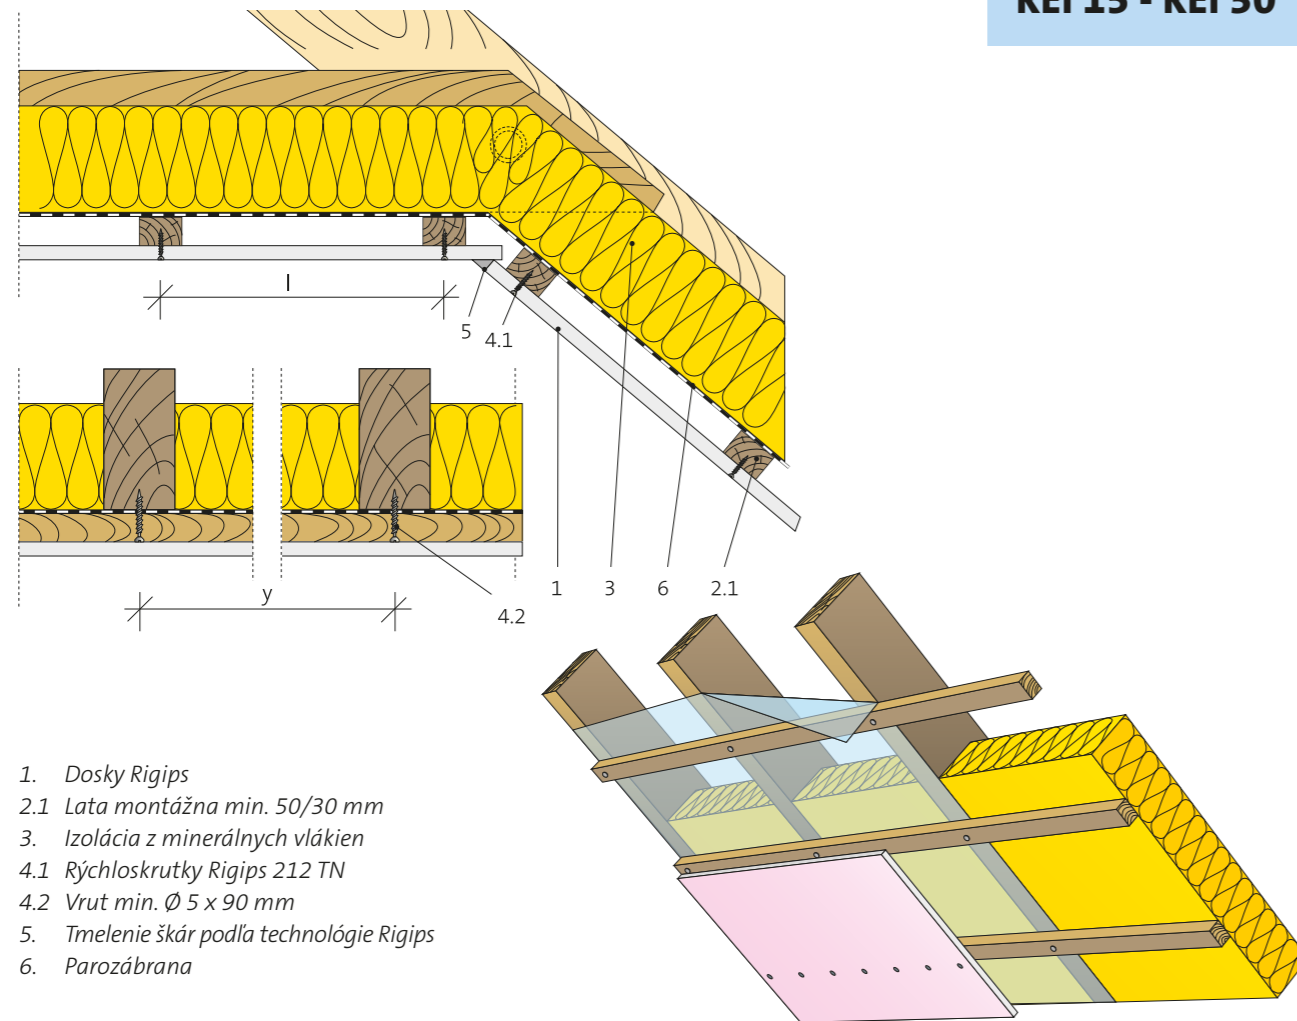 REI 15 - REI 30
l
5
4.1
y
4.2
1
3
6
2.1
1. Dosky Rigips
2.1 Lata montážna min. 50/30 mm
3. Izolácia z minerálnych vlákien
4.1 Rýchloskrutky Rigips 212 TN
4.2 Vrut min. Ø 5 x 90 mm
5. Tmelenie škár podľa technológie Rigips
6. Parozábrana